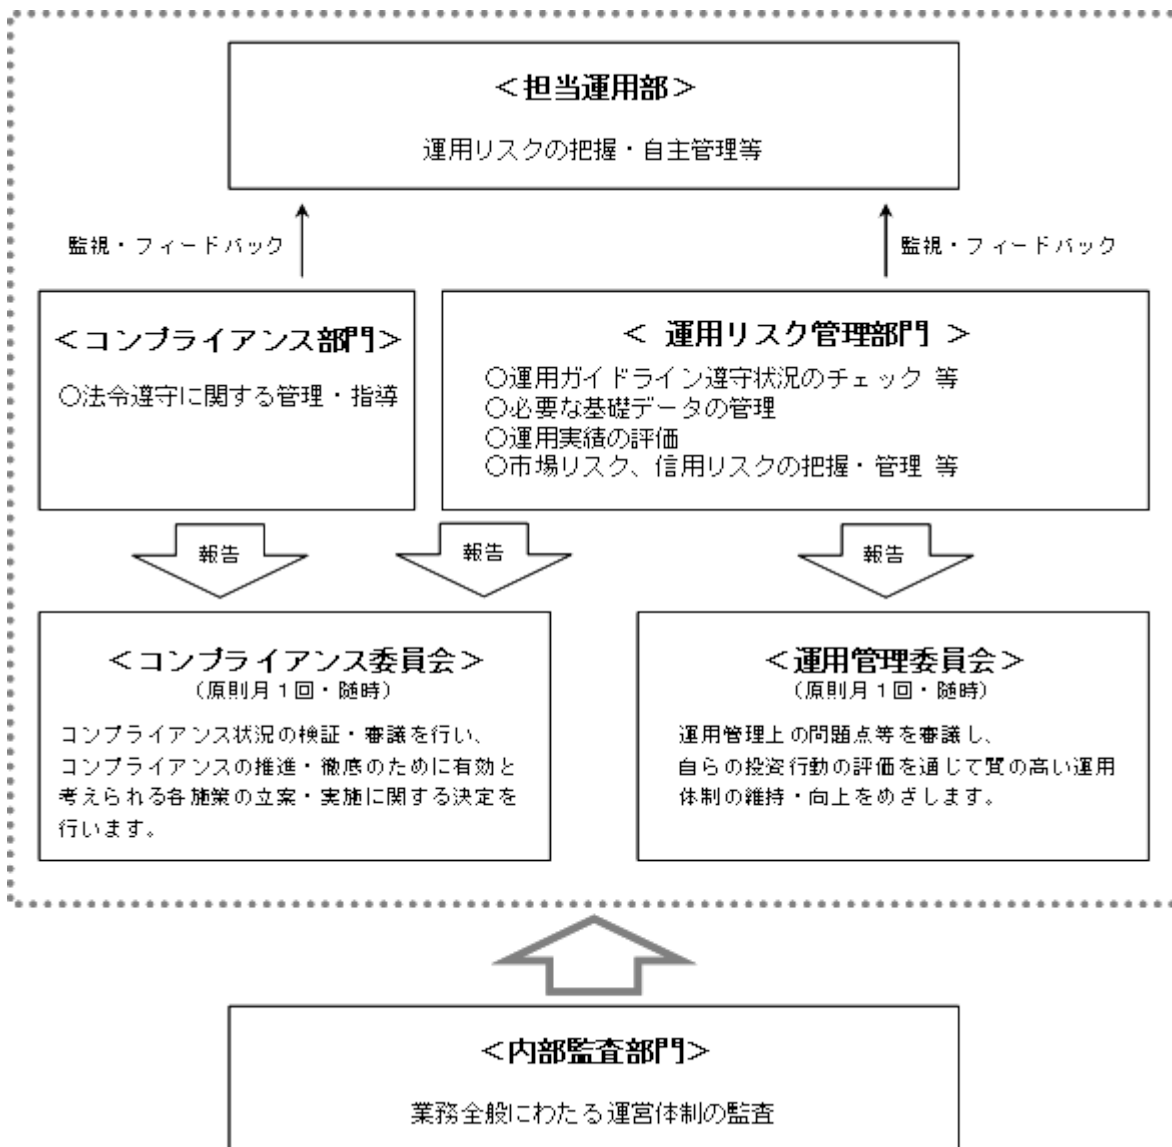 ＜担当運用部＞
運用リスクの把握・自主管理等
監視・フィードバック
監視・フィードバック
＜コンプライアンス部門＞
○法令遵守に関する管理・指導
＜ 運用リスク管理部門 ＞
○運用ガイドライン遵守状況のチェック 等
○必要な基礎データの管理
○運用実績の評価
○市場リスク、信用リスクの把握・管理 等
報告
報告
報告
＜コンプライアンス委員会＞
（原則月１回・随時）
コンプライアンス状況の検証・審議を行い、
コンプライアンスの推進・徹底のために有効と
考えられる各施策の立案・実施に関する決定を
行います。
＜運用管理委員会＞
（原則月１回・随時）
運用管理上の問題点等を審議し、
自らの投資行動の評価を通じて質の高い運用
体制の維持・向上をめざします。
＜内部監査部門＞
業務全般にわたる運営体制の監査